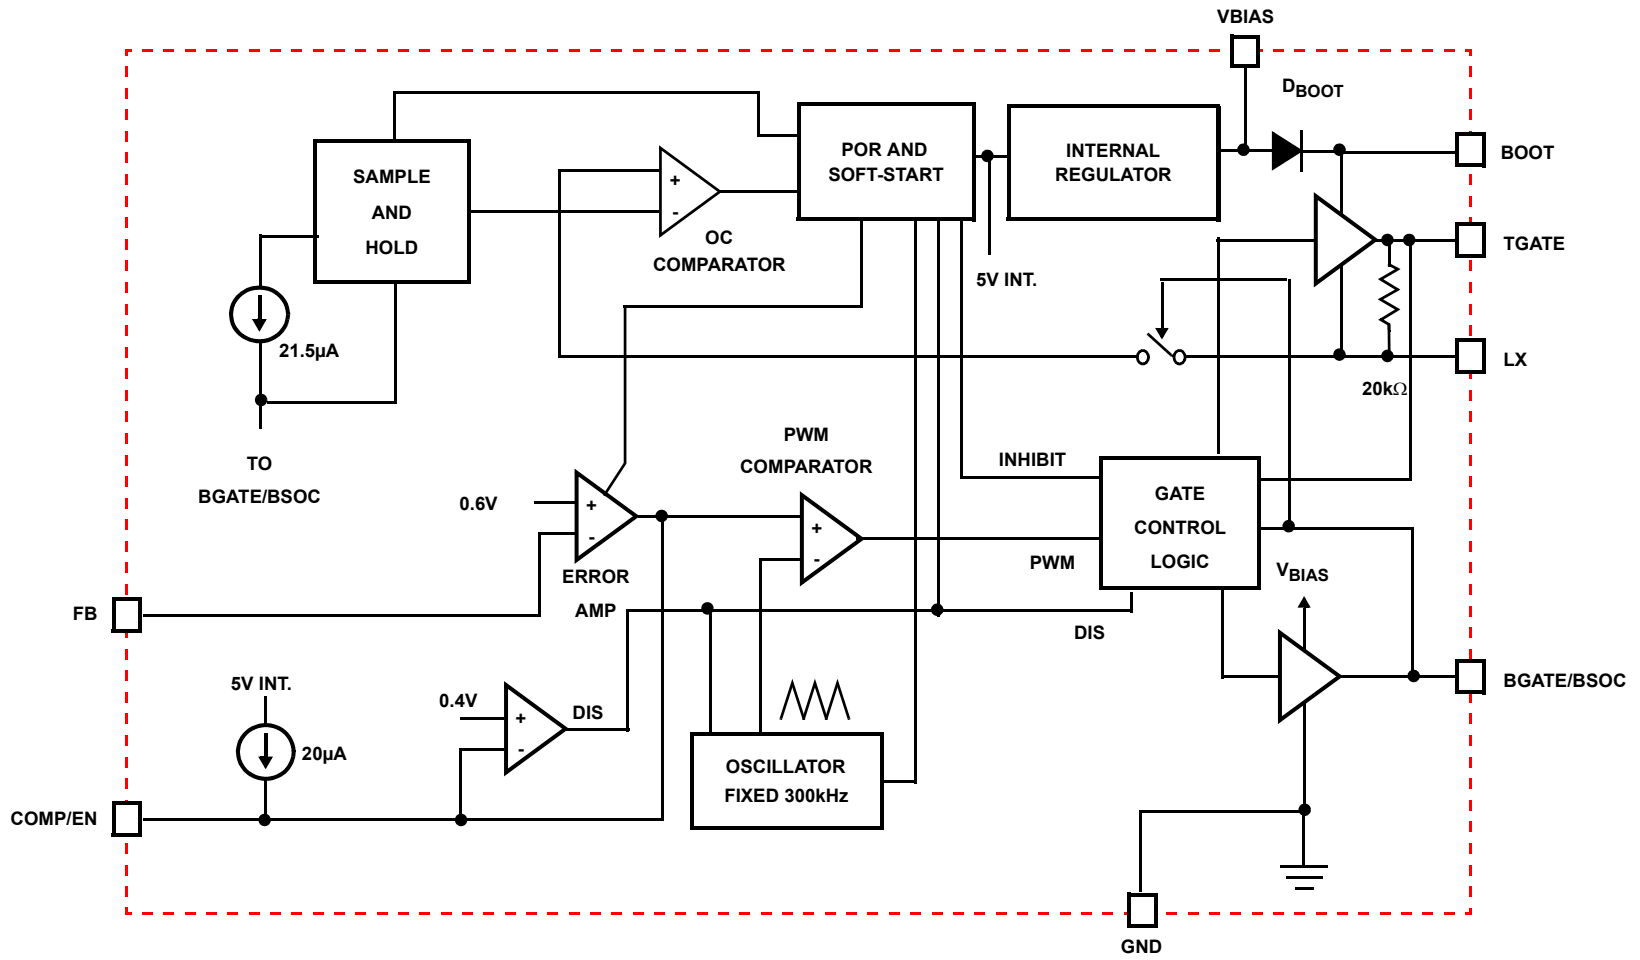 VBIAS
DBOOT
BOOT
POR AND
SOFT-START
INTERNAL
REGULATOR
SAMPLE
AND
HOLD
+
-
OC
COMPARATOR
TGATE
5V INT.
21.5µA
LX
20kΩ
TO
BGATE/BSOC
PWM
COMPARATOR
INHIBIT
0.6V
+
-
ERROR
AMP
+
-
PWM
GATE
CONTROL
LOGIC
VBIAS
FB
DIS
5V INT.
0.4V
+
-
DIS
BGATE/BSOC
20µA
OSCILLATOR
FIXED 300kHz
COMP/EN
GND